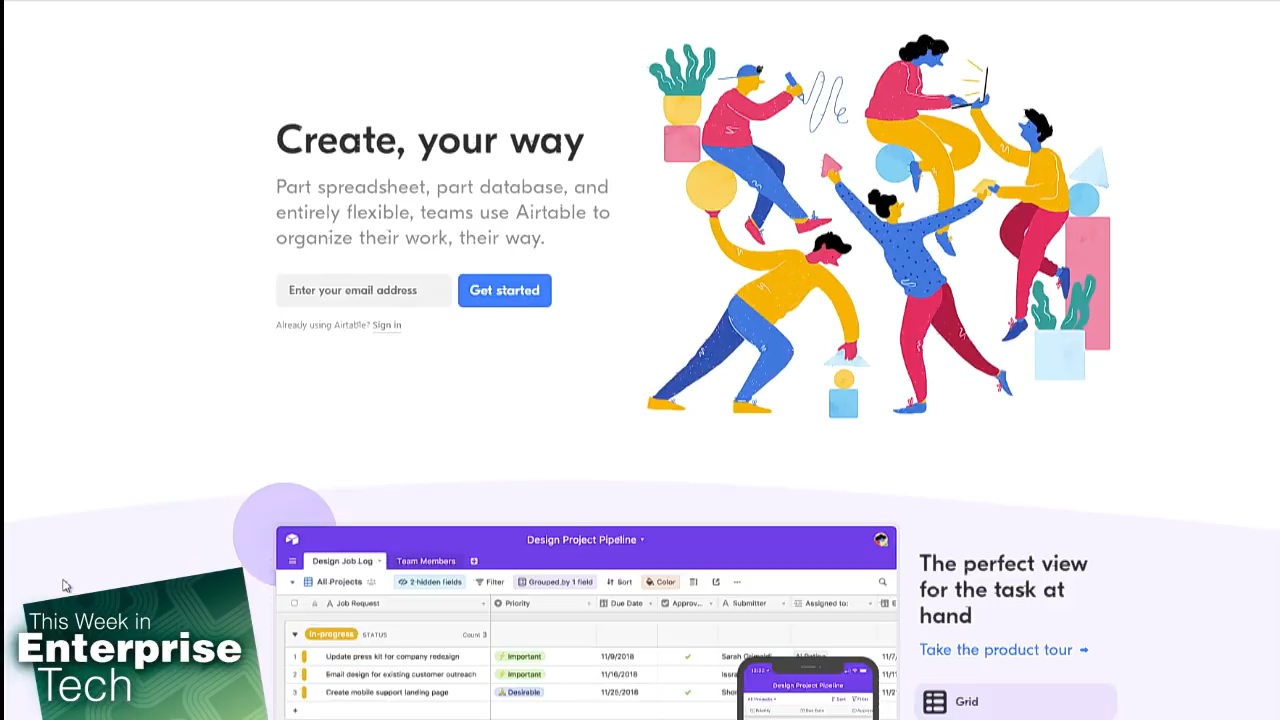 Create, your way
Part spreadsheet, part database, and
entirely flexible, teams use Airtable to
organize their work, their way.
Enter your email address
Get started
Already using Airtable? Sign in
Design Project Pipeline
Design Job Log
Team Members
All Projects
2 hidden fields
Filter
Grouped by 1 field
Sort
Color
Job Request
Priority
Due Date
Approv...
Submitter
Assigned to:
In-progress STATUS Count 3
1 Update press kit for company redesign Important 11/9/2018
2 Email design for existing customer outreach Important 11/16/2018
3 Create mobile support landing page Desirable 11/25/2018
Design Project Pipeline
The perfect view
for the task at
hand
Take the product tour
Grid
This Week in
Enterprise
Tech